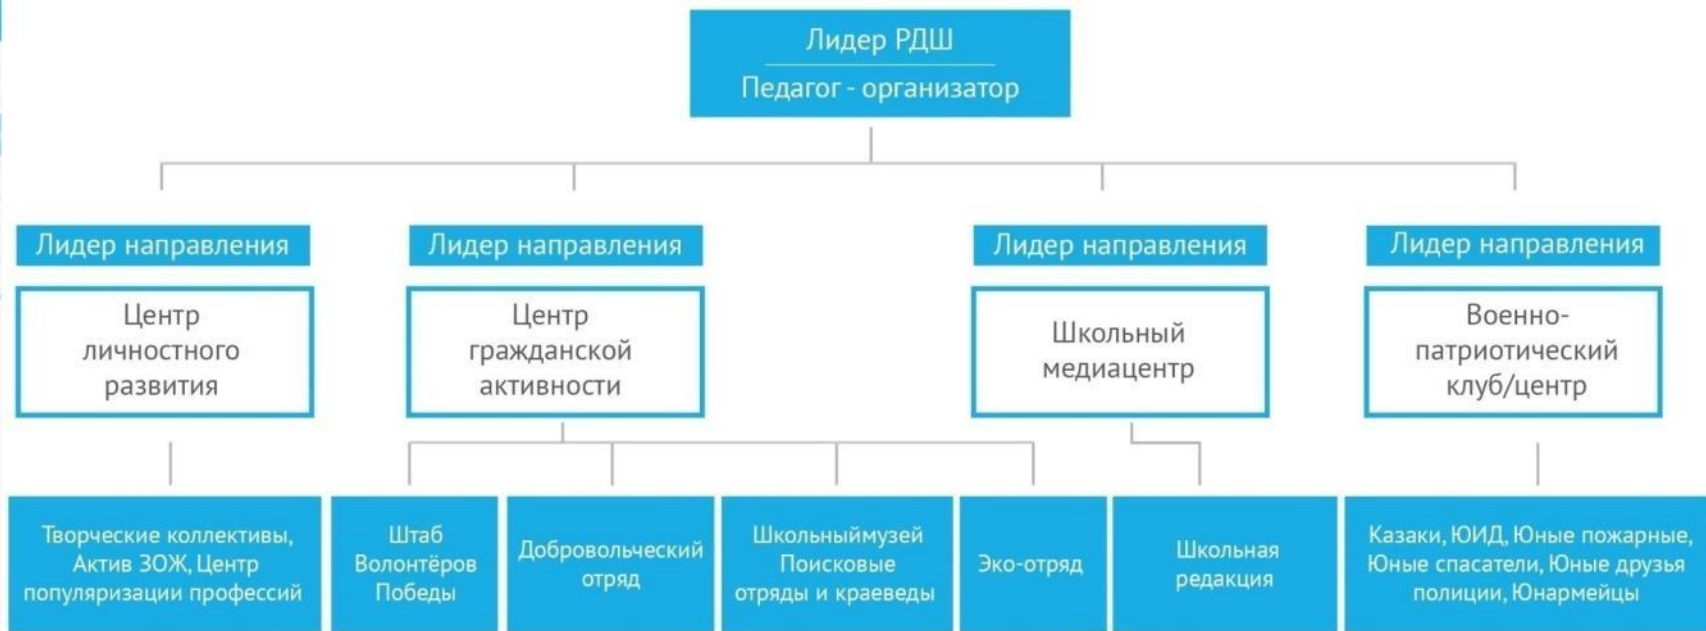 Лидер РДШ
Педагог - организатор
Лидер направления
Лидер направления
Лидер направления
Лидер направления
Центр
личностного
развития
Центр
гражданской
активности
Школьный
медиацентр
Военно-
патриотический
клуб/центр
Творческие коллективы,
Актив ЗОЖ, Центр
популяризации профессий
Штаб
Волонтёров
Победы
Добровольческий
отряд
Школьныймузей
Поисковые
отряды и краеведы
Эко-отряд
Школьная
редакция
Казаки, ЮИД, Юные пожарные,
Юные спасатели, Юные друзья
полиции, Юнармейцы